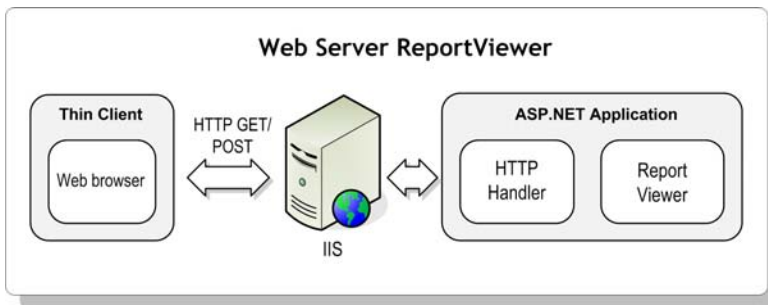 Web Server ReportViewer
Thin Client
Web browser
HTTP GET/
POST
IIS
ASP.NET Application
HTTP
Handler
Report
Viewer